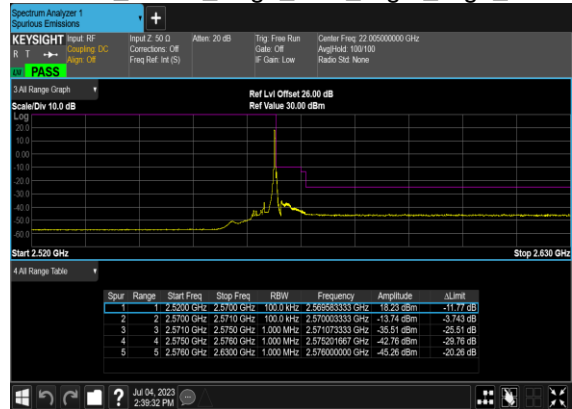 Spectrum Analyzer 1
Spurious Emissions
+
KEYSIGHT Input: RF Input Z: 50 Ω Atten: 20 dB Trig: Free Run Center Freq: 22.005000000 GHz
R T Coupling: DC Corrections: Off Gate: Off Avg|Hold: 100/100
Align: Off Freq Ref: Int (S) IF Gain: Low Radio Std: None
LW PASS
3 All Range Graph
Ref Lvl Offset 26.00 dB
Scale/Div 10.0 dB Ref Value 30.00 dBm
Log
20.0
10.0
0.00
-10.0
-20.0
-30.0
-40.0
-50.0
-60.0
Start 2.520 GHz Stop 2.630 GHz
4 All Range Table
Spur Range Start Freq Stop Freq RBW Frequency Amplitude ΔLimit
1 1 2.5200 GHz 2.5700 GHz 100.0 kHz 2.569583333 GHz 18.23 dBm -11.77 dB
2 2 2.5700 GHz 2.5710 GHz 100.0 kHz 2.570003333 GHz -13.74 dBm -3.743 dB
3 3 2.5710 GHz 2.5750 GHz 1.000 MHz 2.571073333 GHz -35.51 dBm -25.51 dB
4 4 2.5750 GHz 2.5760 GHz 1.000 MHz 2.575201667 GHz -42.76 dBm -29.76 dB
5 5 2.5760 GHz 2.6300 GHz 1.000 MHz 2.576000000 GHz -45.26 dBm -20.26 dB
? Jul 04, 2023
2:39:32 PM